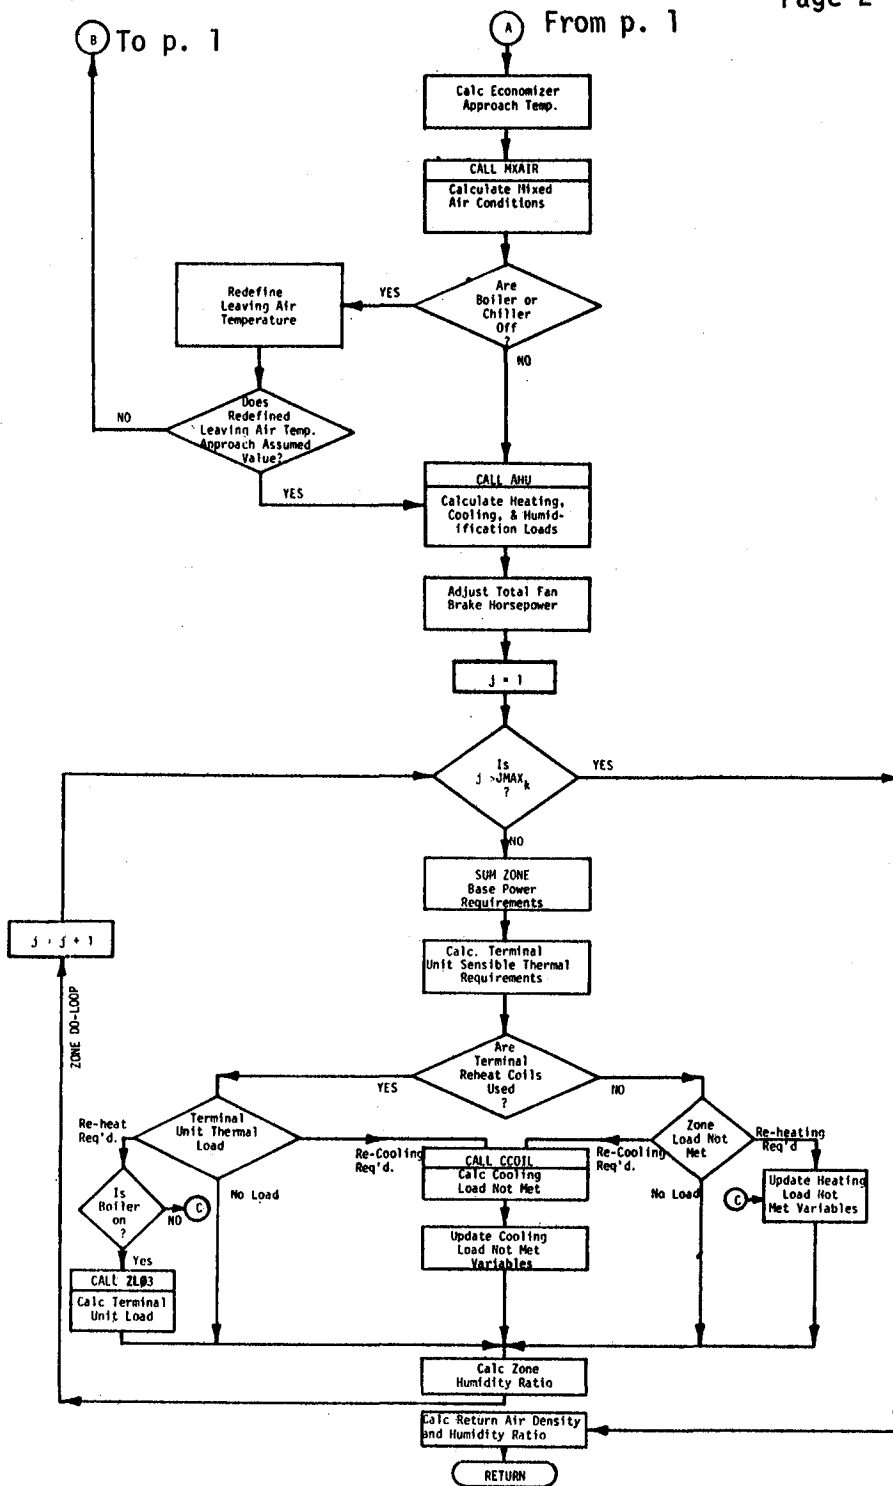 Page 2
B To p. 1
A From p. 1
Calc Economizer
Approach Temp.
CALL MXAIR
Calculate Mixed
Air Conditions
Are
Boiler or
Chiller
Off
?
YES
NO
Redefine
Leaving Air
Temperature
Does
Redefined
Leaving Air Temp.
Approach Assumed
Value?
NO
YES
CALL AHU
Calculate Heating,
Cooling, & Humid-
ification Loads
Adjust Total Fan
Brake Horsepower
j = 1
Is
j >JMAXk
?
YES
NO
SUM ZONE
Base Power
Requirements
j = j + 1
ZONE DO-LOOP
Calc. Terminal
Unit Sensible Thermal
Requirements
Are
Terminal
Reheat Coils
Used
?
YES
NO
Re-heat
Req'd.
Terminal
Unit Thermal
Load
Re-Cooling
Req'd.
No Load
Is
Boiler
on
?
NO
C
Yes
CALL ZLØ3
Calc Terminal
Unit Load
CALL CCOIL
Calc Cooling
Load Not Met
Update Cooling
Load Not Met
Variables
Zone
Load Not
Met
Re-Cooling
Req'd.
Re-heating
Req'd
No Load
C
Update Heating
Load Not
Met Variables
Calc Zone
Humidity Ratio
Calc Return Air Density
and Humidity Ratio
RETURN